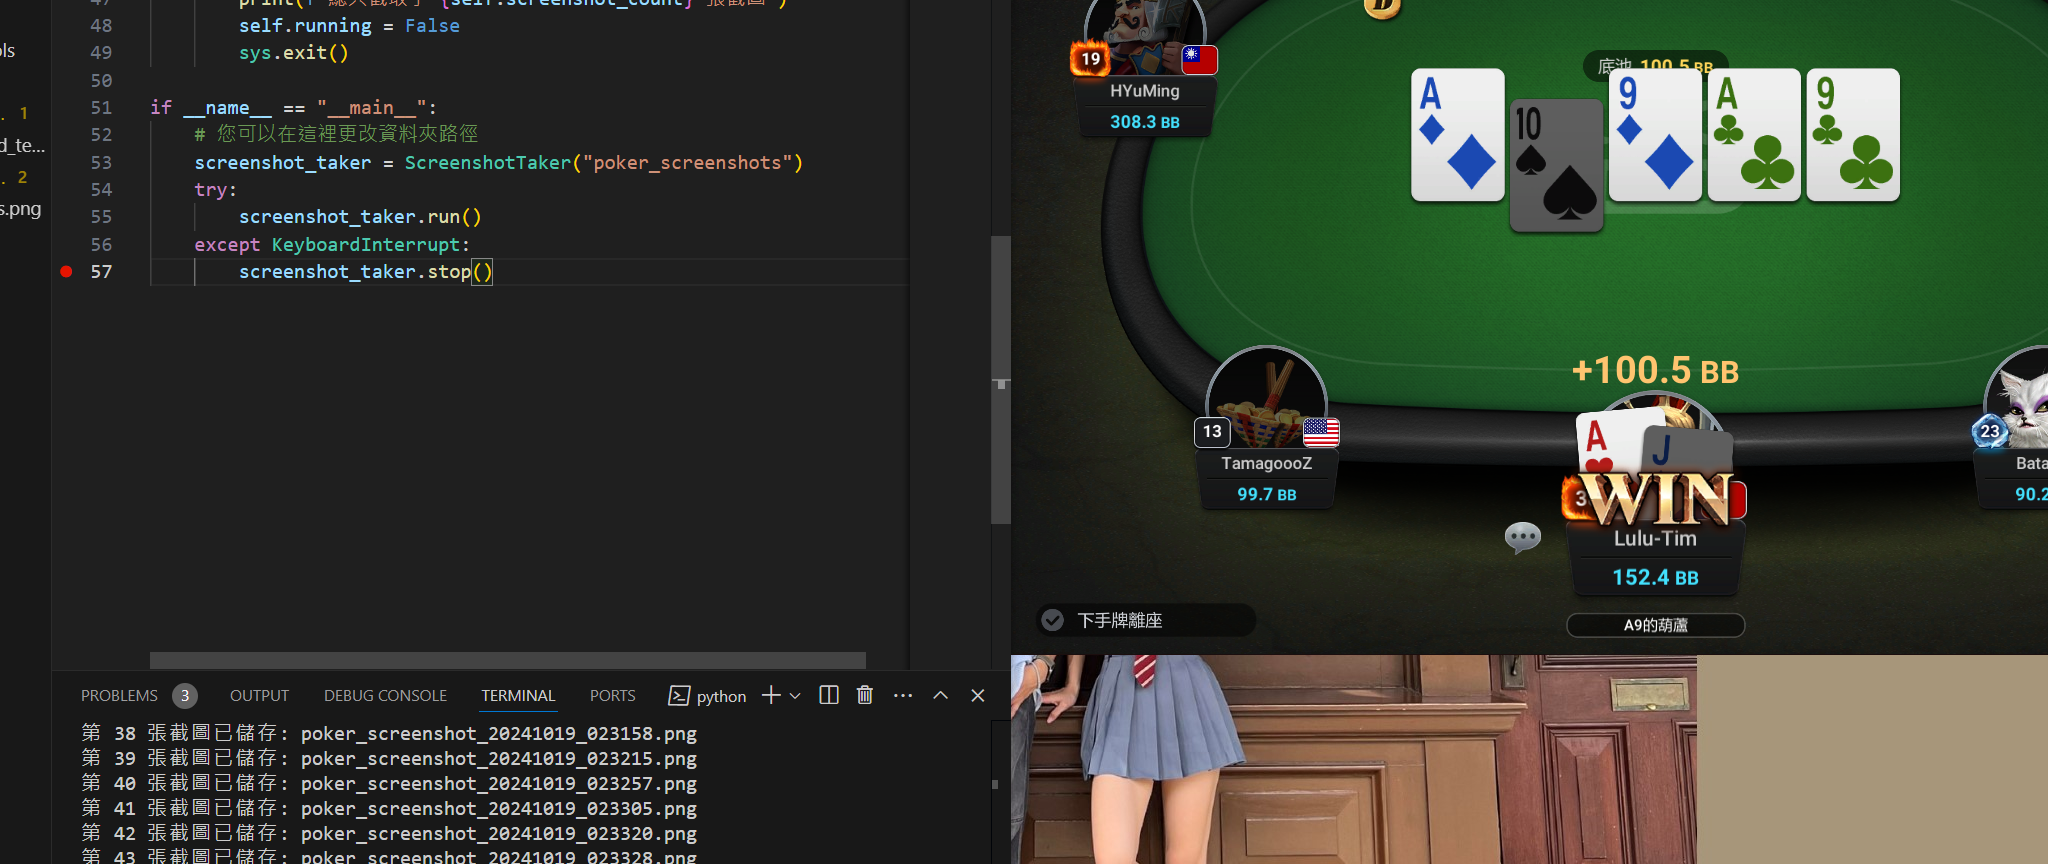 ols
1
d_te...
2
s.png
47 print(f"總共截取了 {self.screenshot_count} 張截圖")
48 self.running = False
49 sys.exit()
50
51 if __name__ == "__main__":
52 # 您可以在這裡更改資料夾路徑
53 screenshot_taker = ScreenshotTaker("poker_screenshots")
54 try:
55 screenshot_taker.run()
56 except KeyboardInterrupt:
57 screenshot_taker.stop()
PROBLEMS 3 OUTPUT DEBUG CONSOLE TERMINAL PORTS python
第 38 張截圖已儲存: poker_screenshot_20241019_023158.png
第 39 張截圖已儲存: poker_screenshot_20241019_023215.png
第 40 張截圖已儲存: poker_screenshot_20241019_023257.png
第 41 張截圖已儲存: poker_screenshot_20241019_023305.png
第 42 張截圖已儲存: poker_screenshot_20241019_023320.png
第 43 張截圖已儲存: poker_screenshot_20241019_023328.png
D
19
HYuMing
308.3 BB
底池 100.5 BB
A 10 9 A 9
+100.5 BB
13
TamagoooZ
99.7 BB
A J
3
WIN
Lulu-Tim
152.4 BB
A9的葫蘆
23
Bata
90.2
下手牌離座